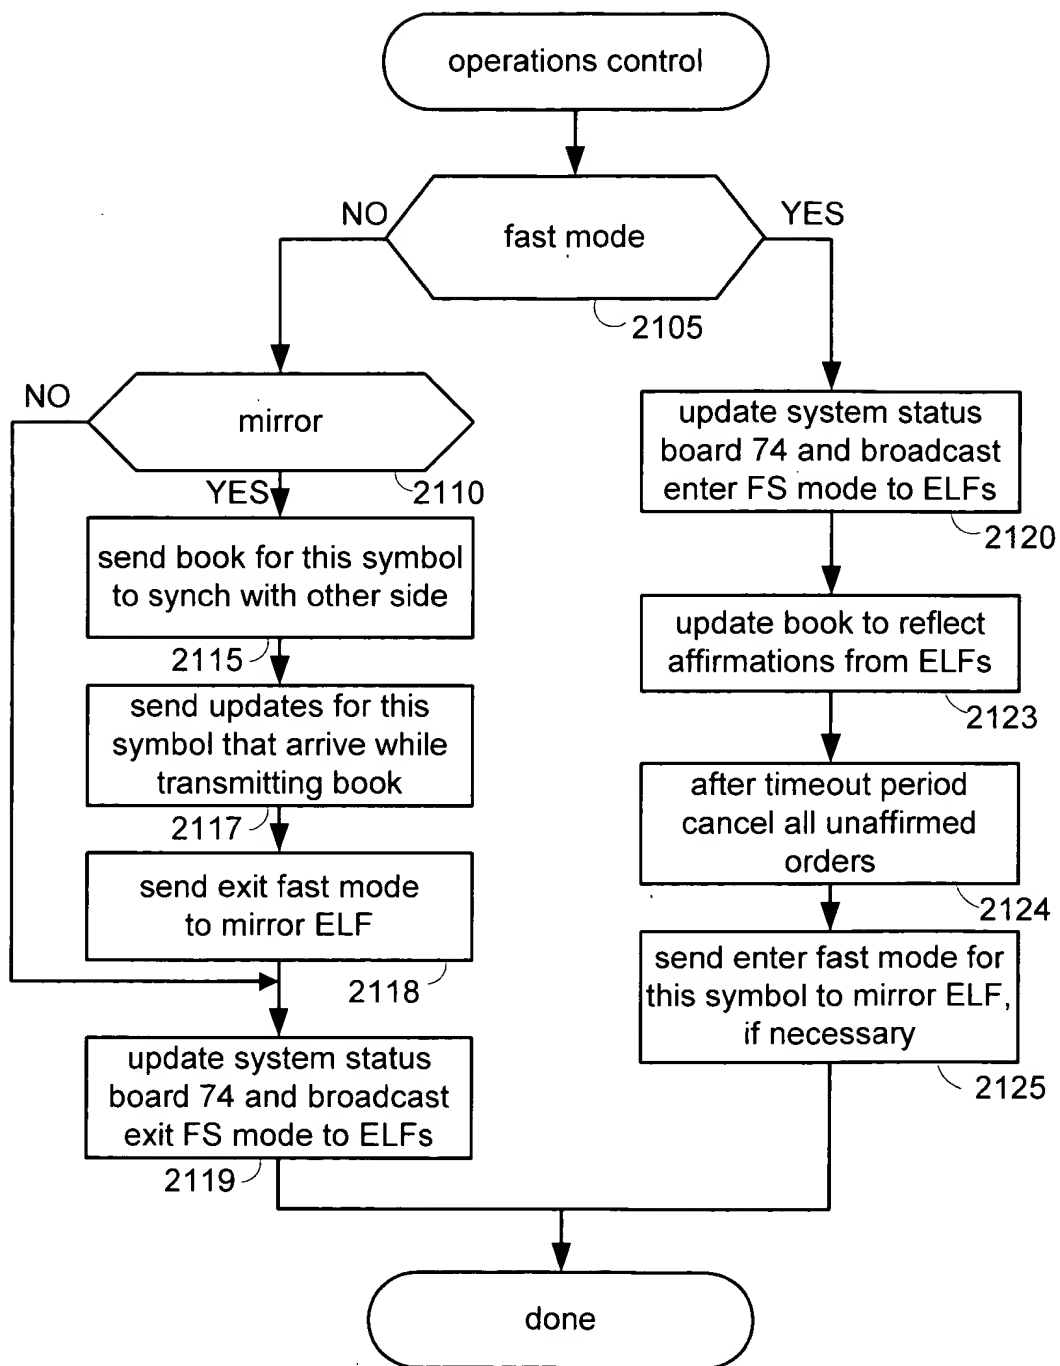 operations control
NO
YES
fast mode
2105
NO
mirror
2110
YES
send book for this symbol
to synch with other side
2115
send updates for this
symbol that arrive while
transmitting book
2117
send exit fast mode
to mirror ELF
2118
update system status
board 74 and broadcast
exit FS mode to ELFs
2119
update system status
board 74 and broadcast
enter FS mode to ELFs
2120
update book to reflect
affirmations from ELFs
2123
after timeout period
cancel all unaffirmed
orders
2124
send enter fast mode for
this symbol to mirror ELF,
if necessary
2125
done